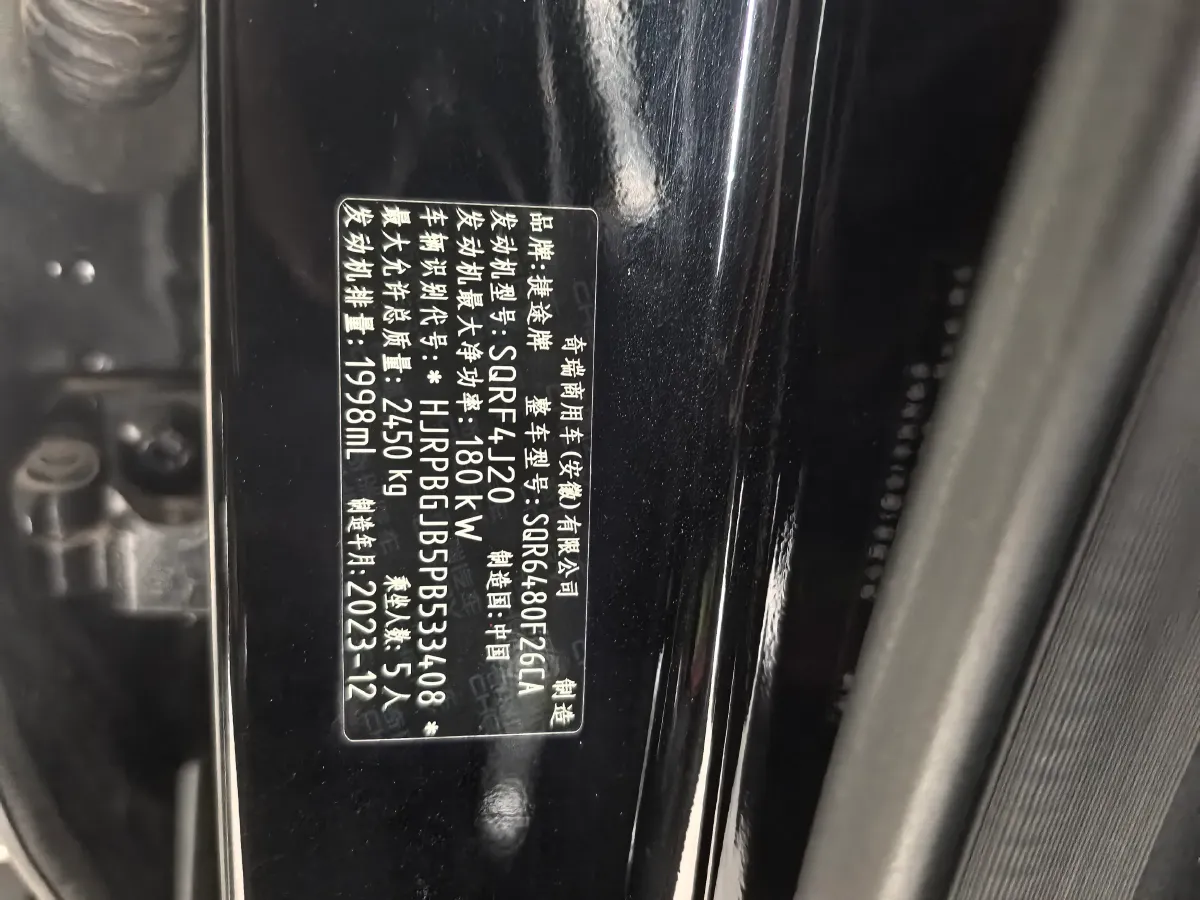 奇瑞商用车(安徽)有限公司 制造
品牌:捷途牌 整车型号:SQR6480F26CA
发动机型号:SQRF4J20 制造国:中国
发动机最大净功率:180kW
车辆识别代号:* HJRPBGJB5PB533408 *
最大允许总质量:2450kg 乘坐人数:5人
发动机排量:1998mL 制造年月:2023-12